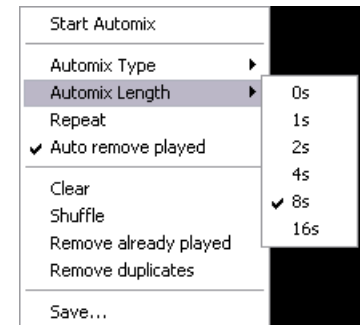 Start Automix
Automix Type
Automix Length
Repeat
Auto remove played
Clear
Shuffle
Remove already played
Remove duplicates
Save...
0s
1s
2s
4s
8s
16s